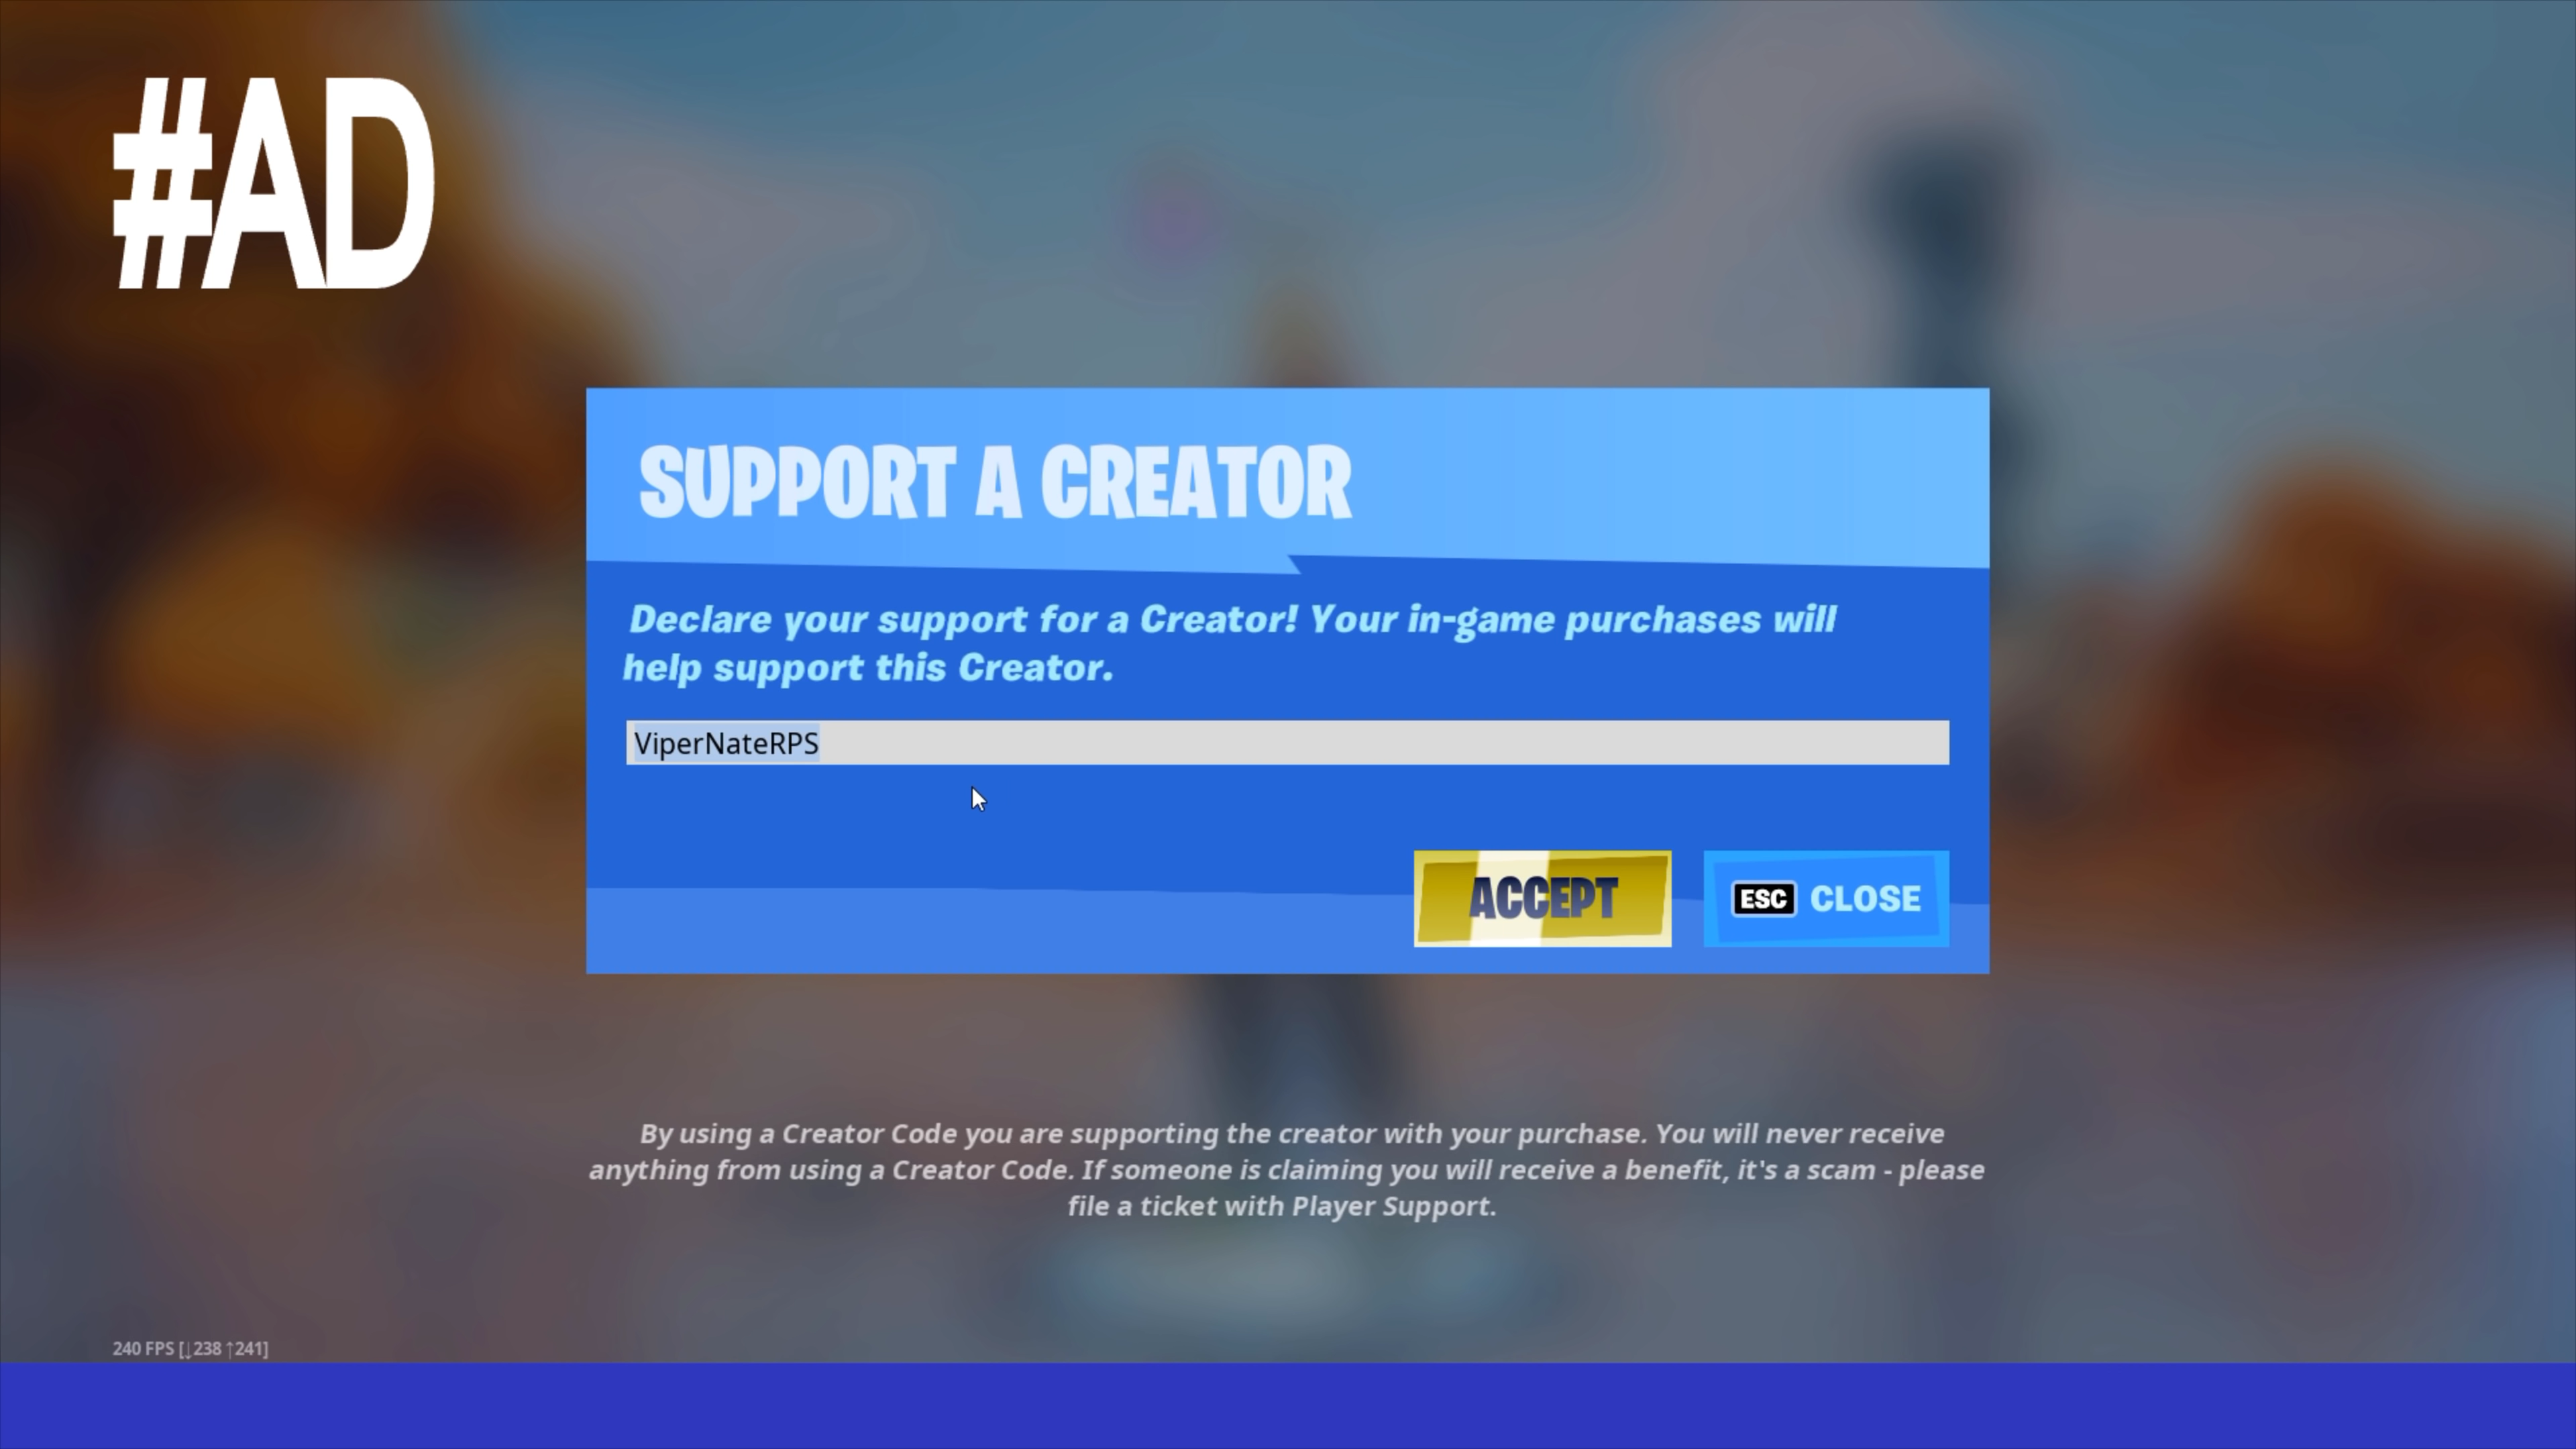 #AD
SUPPORT A CREATOR
Declare your support for a Creator! Your in-game purchases will
help support this Creator.
ViperNateRPS
ACCEPT
ESC CLOSE
By using a Creator Code you are supporting the creator with your purchase. You will never receive
anything from using a Creator Code. If someone is claiming you will receive a benefit, it's a scam - please
file a ticket with Player Support.
240 FPS [↓238 ↑241]